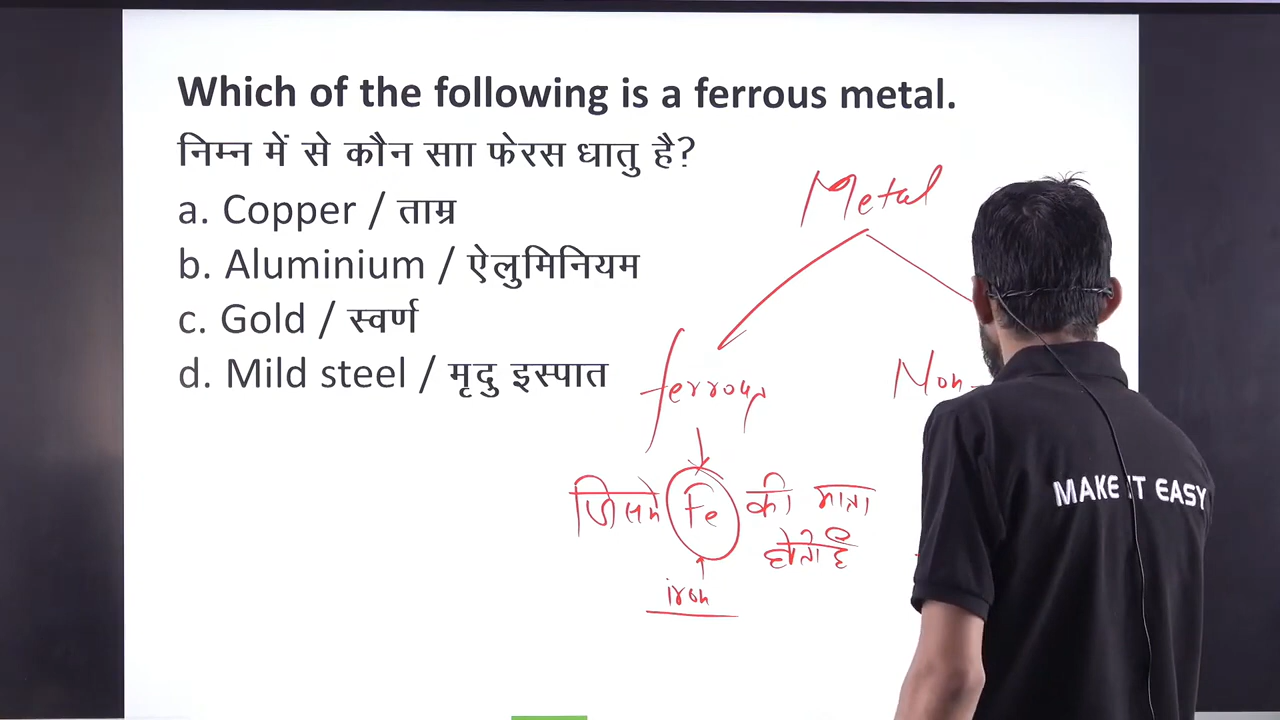 Which of the following is a ferrous metal.
निम्न में से कौन साा फेरस धातु है?
a. Copper / ताम्र
b. Aluminium / ऐलुमिनियम
c. Gold / स्वर्ण
d. Mild steel / मृदु इस्पात
Metal
ferrous
Non-
जिसमे Fe की मात्रा
होती है
iron
MAKE IT EASY